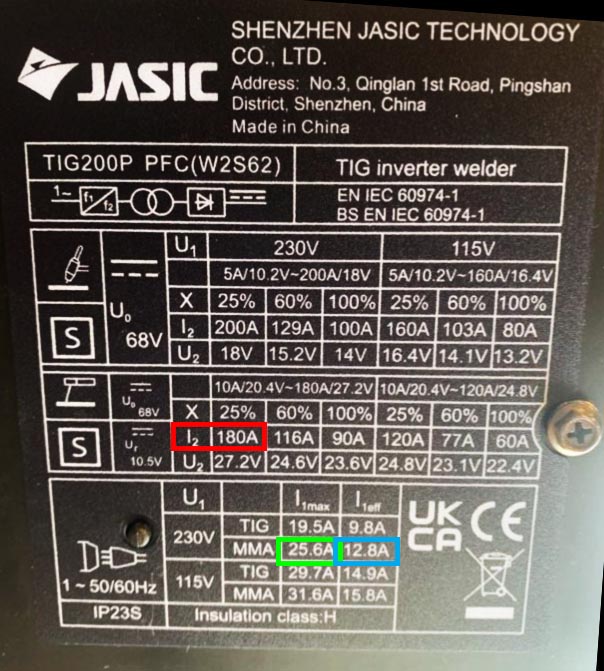 JASIC
SHENZHEN JASIC TECHNOLOGY
CO., LTD.
Address: No.3, Qinglan 1st Road, Pingshan
District, Shenzhen, China
Made in China
TIG200P PFC(W2S62)
TIG inverter welder
1~ f1 f2
EN IEC 60974-1
BS EN IEC 60974-1
U1 230V 115V
5A/10.2V~200A/18V 5A/10.2V~160A/16.4V
U0 68V
X 25% 60% 100% 25% 60% 100%
S
I2 200A 129A 100A 160A 103A 80A
U2 18V 15.2V 14V 16.4V 14.1V 13.2V
10A/20.4V~180A/27.2V 10A/20.4V~120A/24.8V
U0 68V
X 25% 60% 100% 25% 60% 100%
S
Ur 10.5V
I2 180A 116A 90A 120A 77A 60A
U2 27.2V 24.6V 23.6V 24.8V 23.1V 22.4V
U1 I1max I1eff
230V TIG 19.5A 9.8A
MMA 25.6A 12.8A
115V TIG 29.7A 14.9A
MMA 31.6A 15.8A
1~50/60Hz
IP23S
Insulation class:H
UK
CA
CE